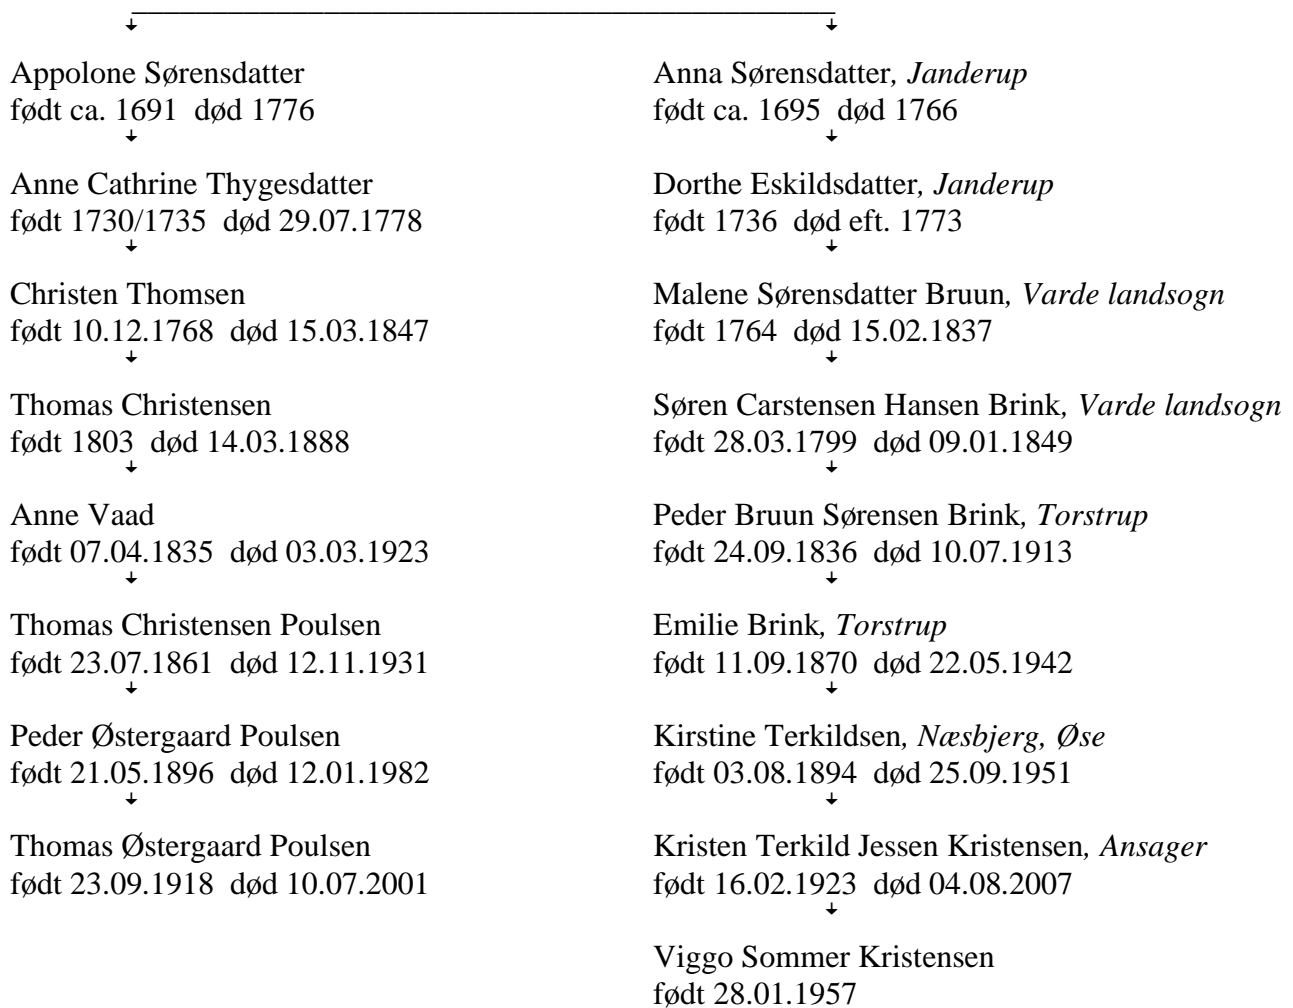 Appolone Sørensdatter
født ca. 1691 død 1776
Anne Cathrine Thygesdatter
født 1730/1735 død 29.07.1778
Christen Thomsen
født 10.12.1768 død 15.03.1847
Thomas Christensen
født 1803 død 14.03.1888
Anne Vaad
født 07.04.1835 død 03.03.1923
Thomas Christensen Poulsen
født 23.07.1861 død 12.11.1931
Peder Østergaard Poulsen
født 21.05.1896 død 12.01.1982
Thomas Østergaard Poulsen
født 23.09.1918 død 10.07.2001
Anna Sørensdatter, Janderup
født ca. 1695 død 1766
Dorthe Eskildsdatter, Janderup
født 1736 død eft. 1773
Malene Sørensdatter Bruun, Varde landsogn
født 1764 død 15.02.1837
Søren Carstensen Hansen Brink, Varde landsogn
født 28.03.1799 død 09.01.1849
Peder Bruun Sørensen Brink, Torstrup
født 24.09.1836 død 10.07.1913
Emilie Brink, Torstrup
født 11.09.1870 død 22.05.1942
Kirstine Terkildsen, Næsbjerg, Øse
født 03.08.1894 død 25.09.1951
Kristen Terkild Jessen Kristensen, Ansager
født 16.02.1923 død 04.08.2007
Viggo Sommer Kristensen
født 28.01.1957